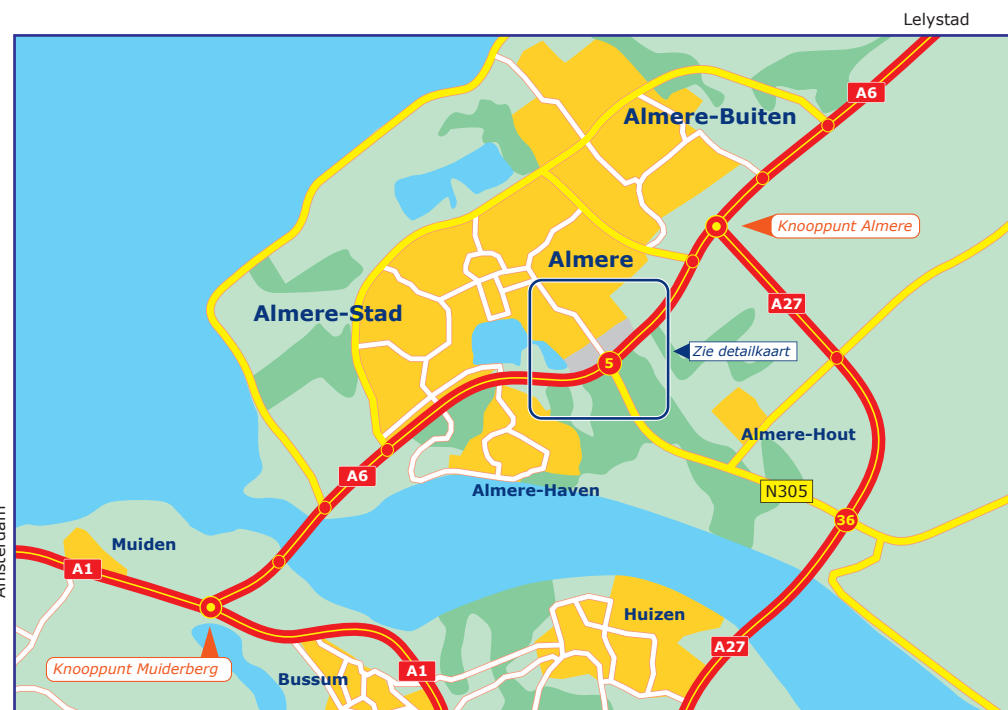 Lelystad
A6
Almere-Buiten
Knooppunt Almere
Almere
A27
Almere-Stad
Zie detailkaart
5
Almere-Hout
A6
Almere-Haven
N305
36
Amsterdam
Muiden
A1
Huizen
A27
Knooppunt Muiderberg
A1
Bussum